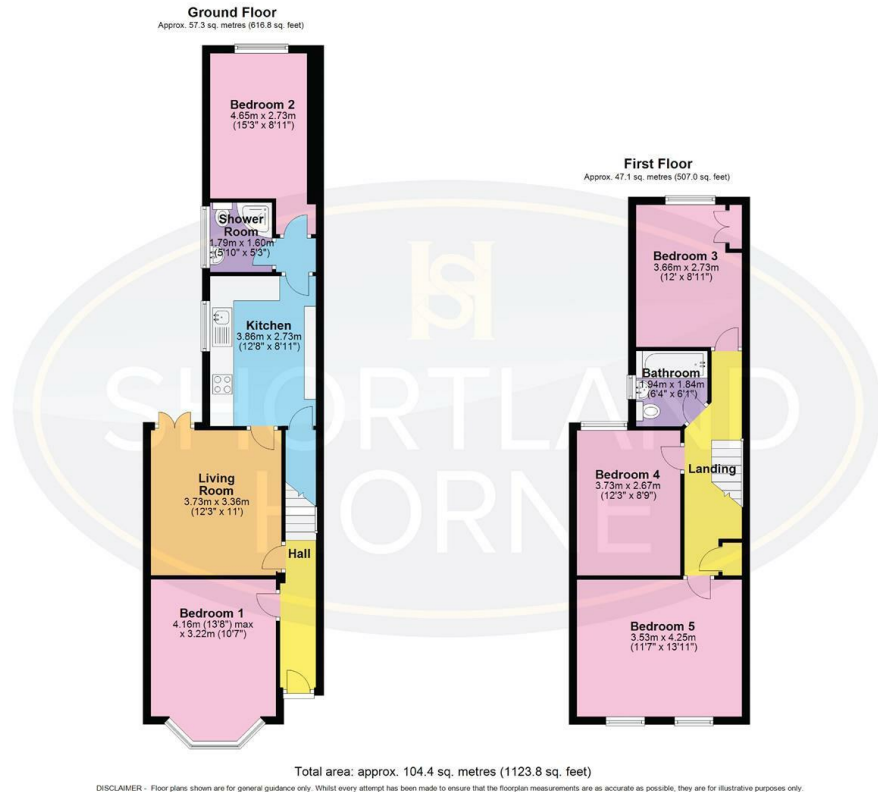 Ground Floor
Approx. 57.3 sq. metres (616.8 sq. feet)
Bedroom 2
4.65m x 2.73m
(15'3" x 8'11")
Shower
Room
1.79m x 1.60m
(5'10" x 5'3")
Kitchen
3.86m x 2.73m
(12'8" x 8'11")
Living
Room
3.73m x 3.36m
(12'3" x 11')
Hall
Bedroom 1
4.16m (13'8") max
x 3.22m (10'7")
First Floor
Approx. 47.1 sq. metres (507.0 sq. feet)
Bedroom 3
3.66m x 2.73m
(12' x 8'11")
Bathroom
1.94m x 1.84m
(6'4" x 6'1")
Landing
Bedroom 4
3.73m x 2.67m
(12'3" x 8'9")
Bedroom 5
3.53m x 4.25m
(11'7" x 13'11")
SH
SHORTLAND
HORNE
Total area: approx. 104.4 sq. metres (1123.8 sq. feet)
DISCLAIMER - Floor plans shown are for general guidance only. Whilst every attempt has been made to ensure that the floorplan measurements are as accurate as possible, they are for illustrative purposes only.